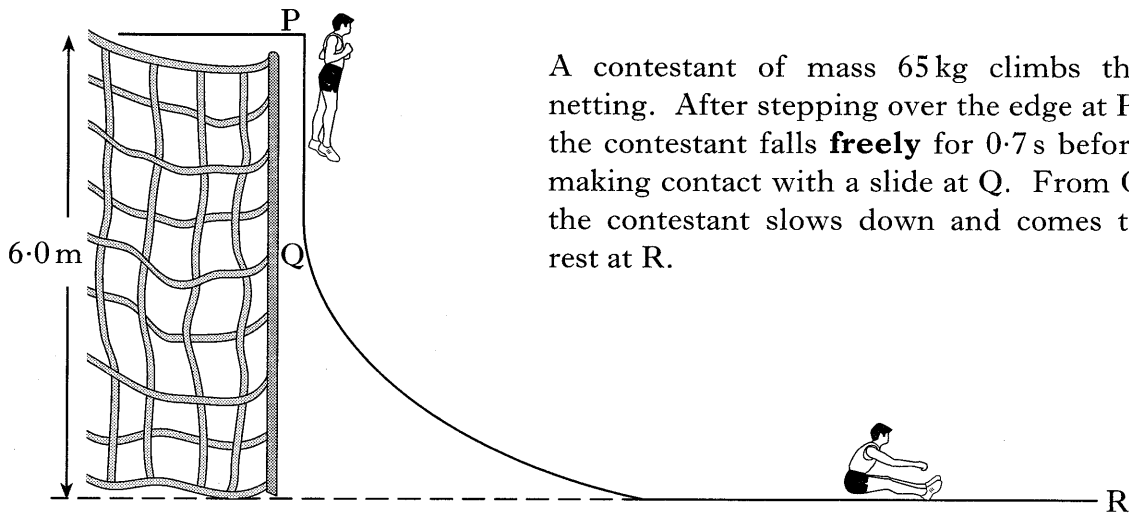 P
A contestant of mass 65 kg climbs th
netting. After stepping over the edge at P
the contestant falls freely for 0·7 s befor
making contact with a slide at Q. From Q
the contestant slows down and comes t
rest at R.
6·0 m
Q
R